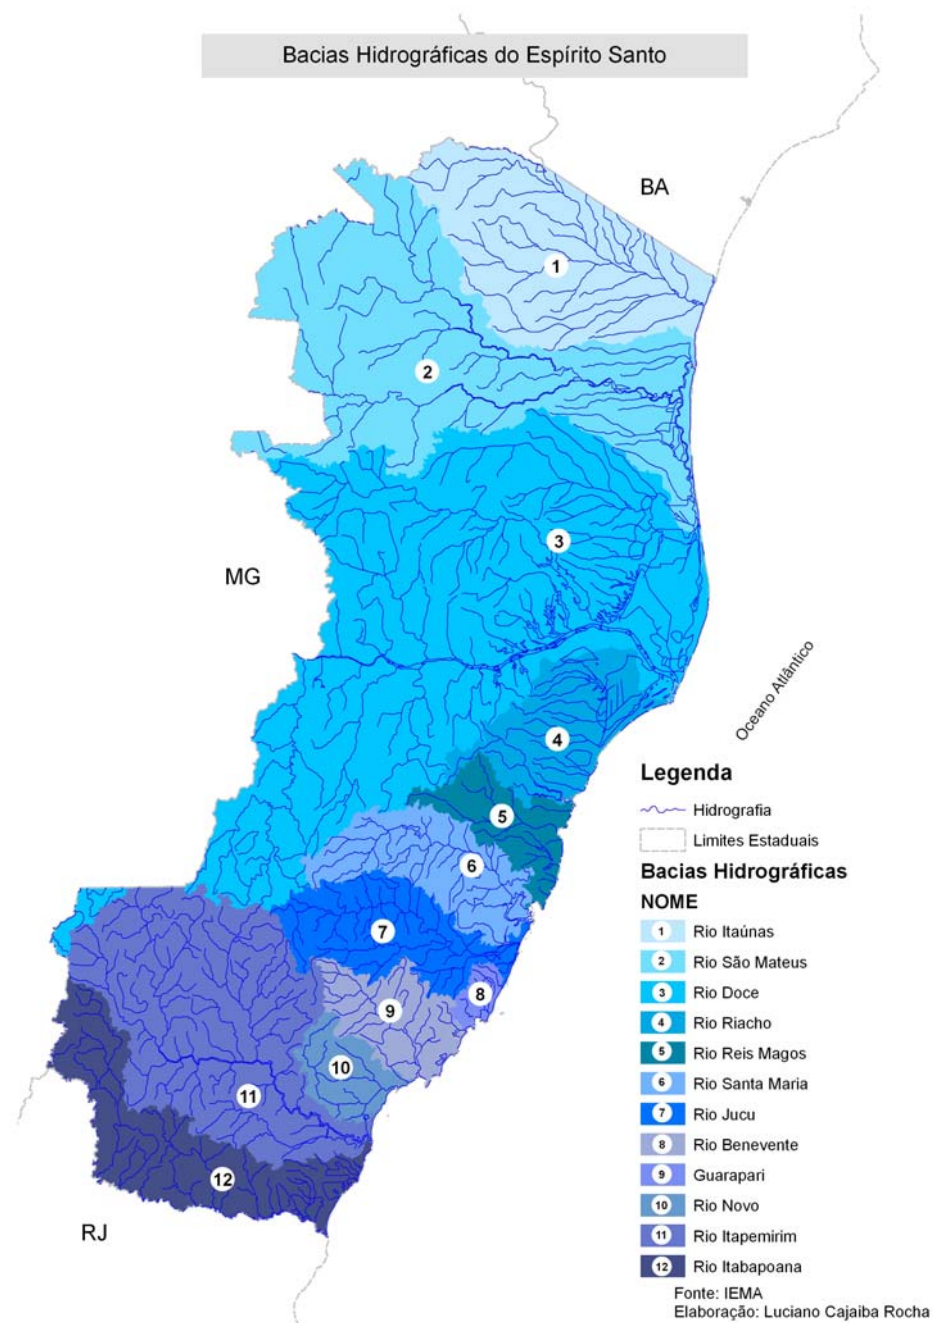 Bacias Hidrográficas do Espírito Santo
BA
1
2
3
MG
Oceano Atlântico
4
5
6
7
8
9
10
11
12
RJ
Legenda
Hidrografia
Limites Estaduais
Bacias Hidrográficas
NOME
1 Rio Itaúnas
2 Rio São Mateus
3 Rio Doce
4 Rio Riacho
5 Rio Reis Magos
6 Rio Santa Maria
7 Rio Jucu
8 Rio Benevente
9 Guarapari
10 Rio Novo
11 Rio Itapemirim
12 Rio Itabapoana
Fonte: IEMA
Elaboração: Luciano Cajaiba Rocha